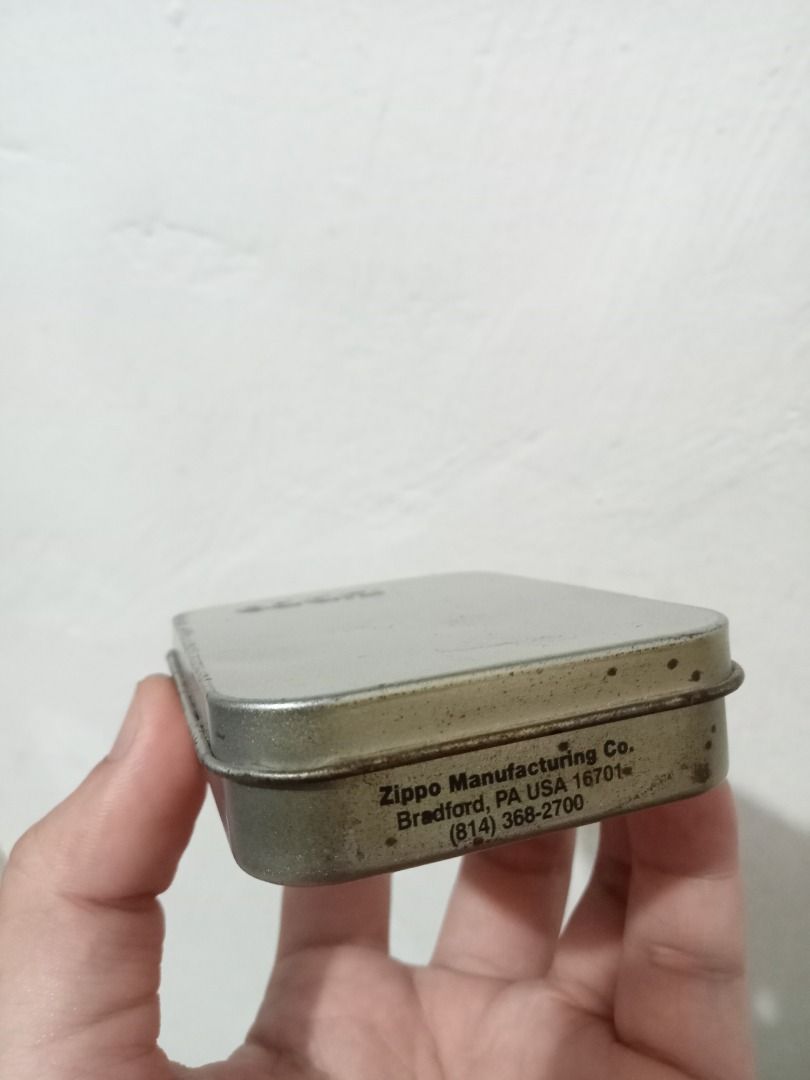 Zippo Manufacturing Co.
Bradford, PA USA 16701
(814) 368-2700